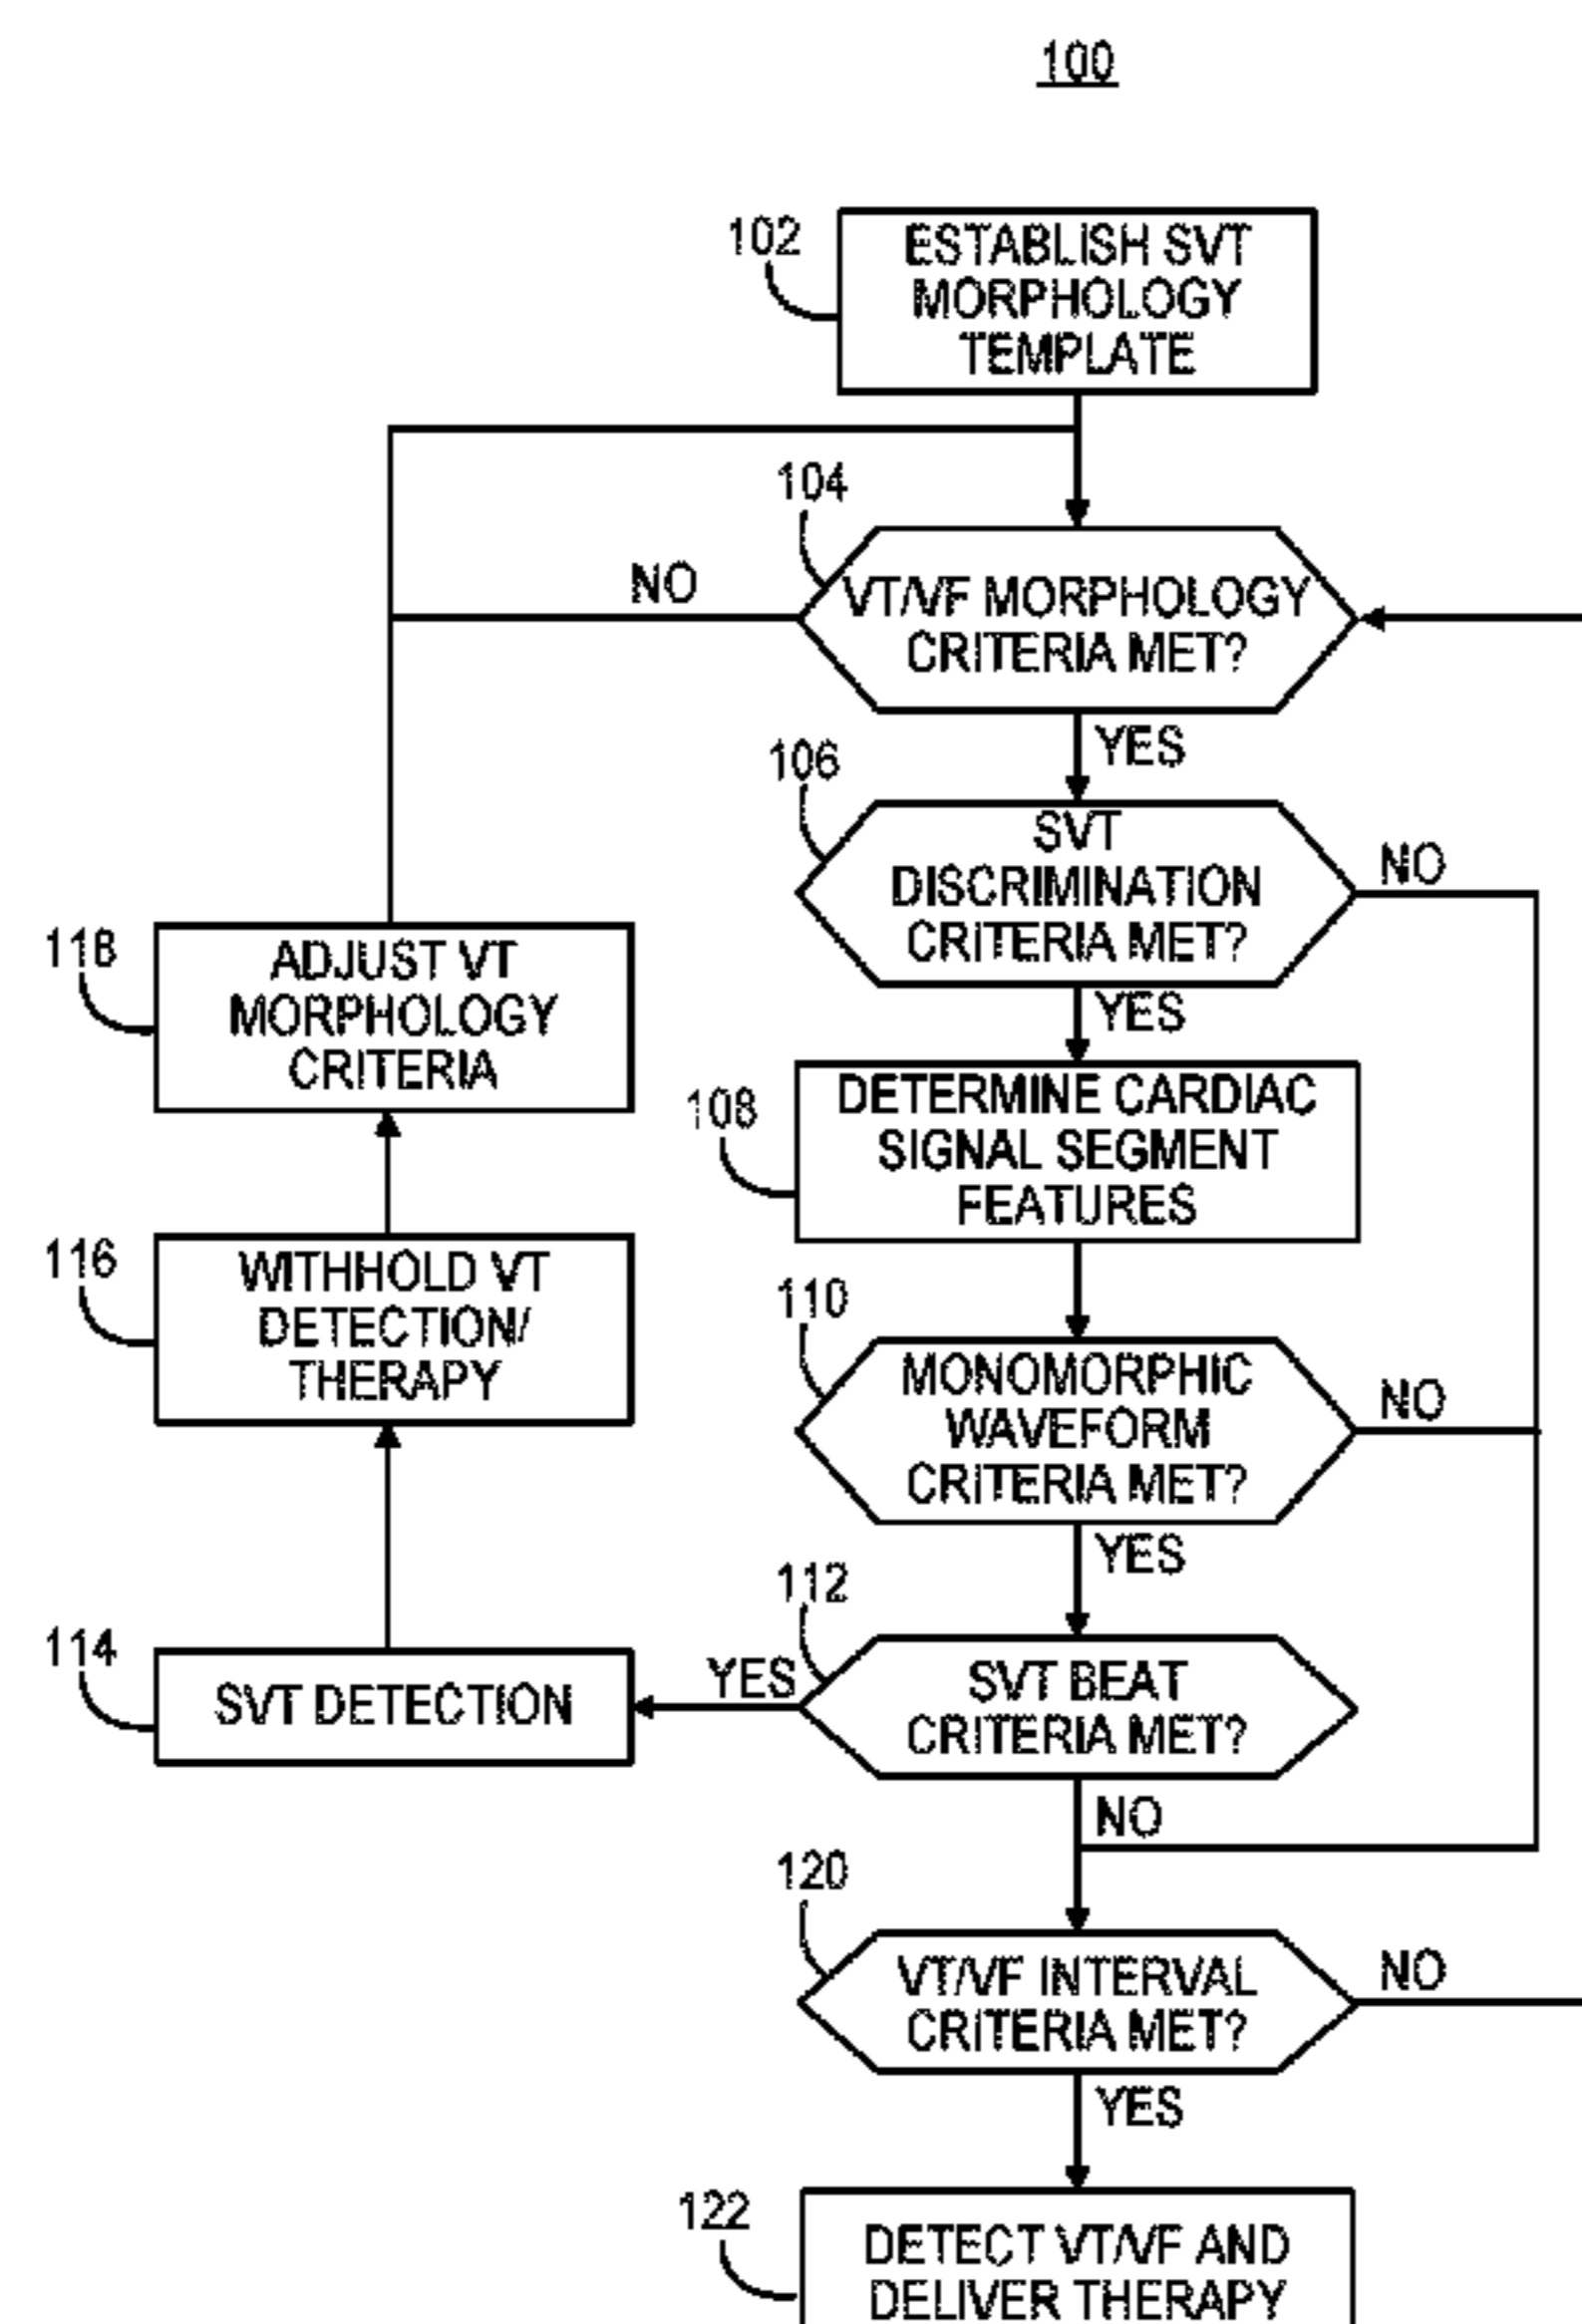 100
102
ESTABLISH SVT
MORPHOLOGY
TEMPLATE
104
NO
VT/VF MORPHOLOGY
CRITERIA MET?
YES
106
SVT
DISCRIMINATION
CRITERIA MET?
NO
YES
118
ADJUST VT
MORPHOLOGY
CRITERIA
108
DETERMINE CARDIAC
SIGNAL SEGMENT
FEATURES
116
WITHHOLD VT
DETECTION/
THERAPY
110
MONOMORPHIC
WAVEFORM
CRITERIA MET?
NO
YES
112
114
SVT DETECTION
YES
SVT BEAT
CRITERIA MET?
NO
120
VT/VF INTERVAL
CRITERIA MET?
NO
YES
122
DETECT VT/VF AND
DELIVER THERAPY